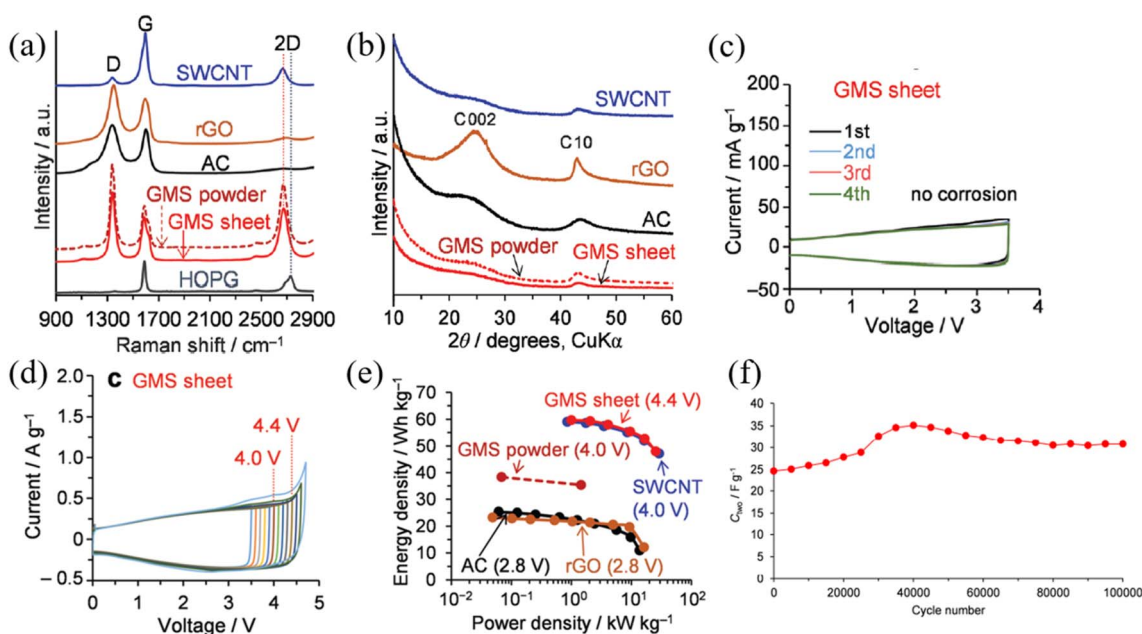 (a)
G
D
2D
SWCNT
rGO
AC
GMS powder
GMS sheet
HOPG
Intensity / a.u.
900 1300 1700 2100 2500 2900
Raman shift / cm⁻¹
(b)
SWCNT
C 002
C 10
rGO
AC
GMS powder
GMS sheet
Intensity / a.u.
10 20 30 40 50 60
2θ / degrees, CuKα
(c)
GMS sheet
1st
2nd
3rd
4th
no corrosion
Current / mA g⁻¹
200
150
100
50
0
−50
0 1 2 3 4
Voltage / V
(d)
c GMS sheet
4.4 V
4.0 V
Current / A g⁻¹
2.0
1.5
1.0
0.5
0
−0.5
0 1 2 3 4 5
Voltage / V
(e)
GMS sheet (4.4 V)
GMS powder (4.0 V)
SWCNT
(4.0 V)
AC (2.8 V)
rGO (2.8 V)
Energy density / Wh kg⁻¹
70
60
50
40
30
20
10
0
10⁻² 10⁻¹ 10⁰ 10¹ 10²
Power density / kW kg⁻¹
(f)
Ctwo / F g⁻¹
40
35
30
25
20
15
10
5
0
0 20000 40000 60000 80000 100000
Cycle number